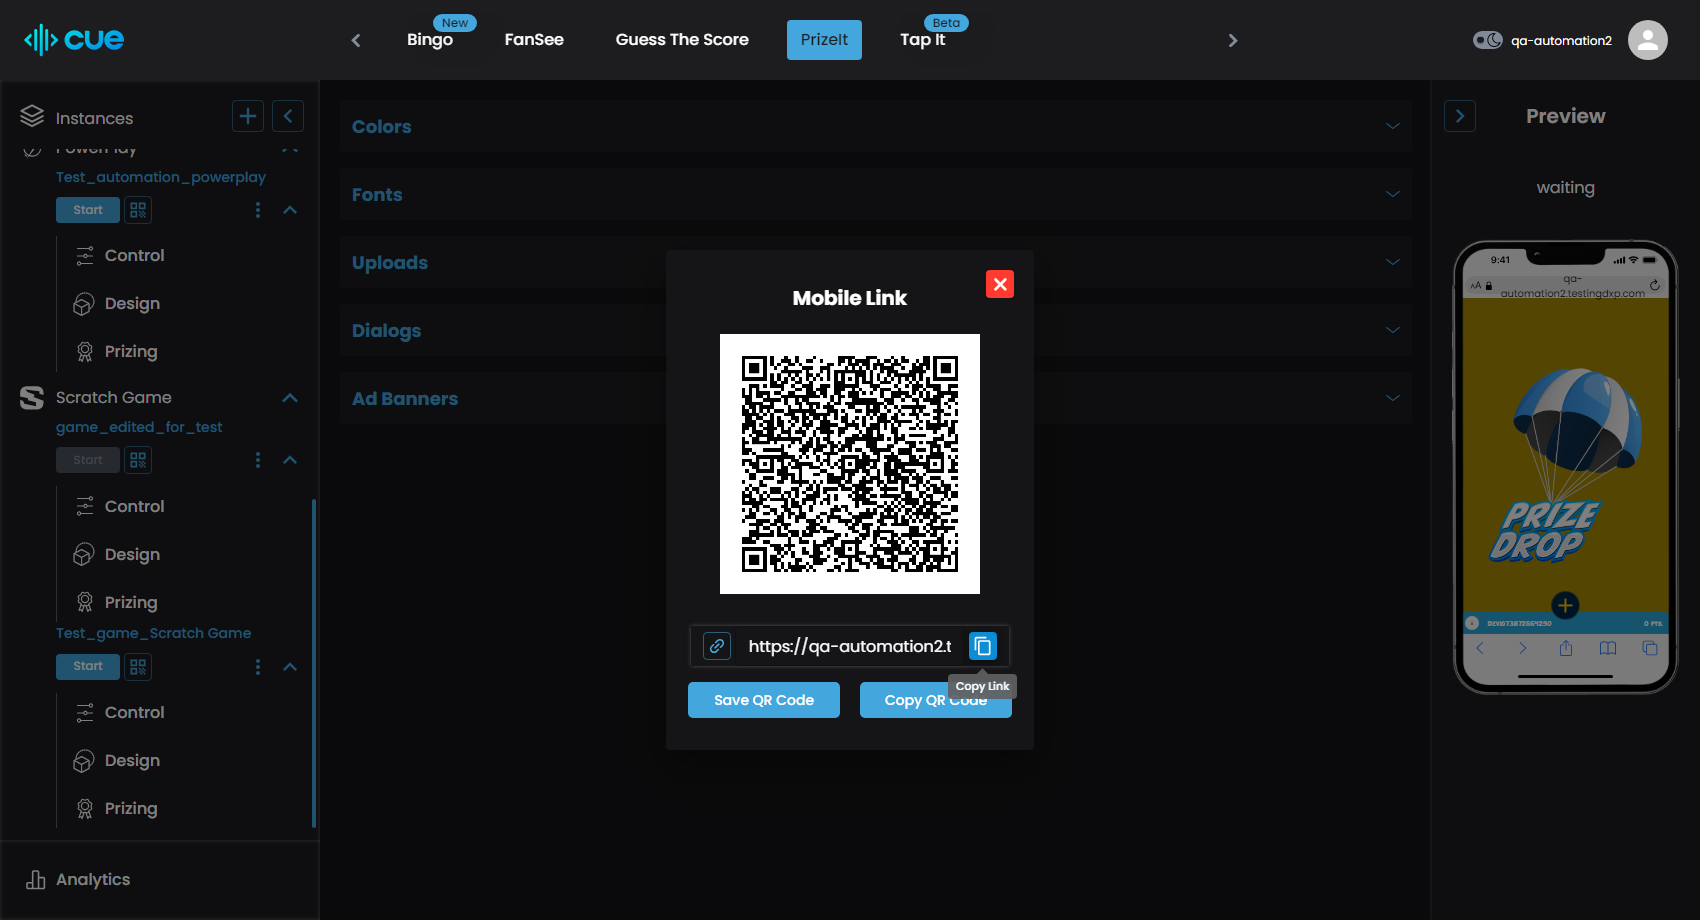 cue
Bingo
New
FanSee
Guess The Score
PrizeIt
Tap It
Beta
qa-automation2
Instances
PowerPlay
Test_automation_powerplay
Start
Control
Design
Prizing
Scratch Game
game_edited_for_test
Start
Control
Design
Prizing
Test_game_Scratch Game
Start
Control
Design
Prizing
Analytics
Colors
Fonts
Uploads
Dialogs
Ad Banners
Mobile Link
https://qa-automation2.t
Copy Link
Save QR Code
Copy QR Code
Preview
waiting
9:41
AA
qa-
automation2.testingdxp.com
PRIZE
DROP
0 PTS.